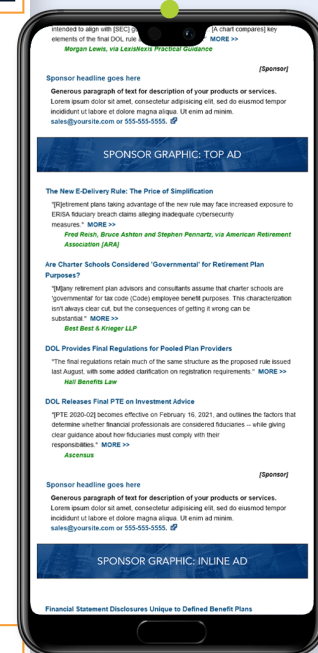 intended to align with [SEC] g
[A chart compares] key
elements of the final DOL rule
" MORE >>
Morgan Lewis, via LexisNexis Practical Guidance
[Sponsor]
Sponsor headline goes here
Generous paragraph of text for description of your products or services.
Lorem ipsum dolor sit amet, consectetur adipisicing elit, sed do eiusmod tempor
incididunt ut labore et dolore magna aliqua. Ut enim ad minim.
sales@yoursite.com or 555-555-5555.
SPONSOR GRAPHIC: TOP AD
The New E-Delivery Rule: The Price of Simplification
"[R]etirement plans taking advantage of the new rule may face increased exposure to
ERISA fiduciary breach claims alleging inadequate cybersecurity
measures." MORE >>
Fred Reish, Bruce Ashton and Stephen Pennartz, via American Retirement
Association [ARA]
Are Charter Schools Considered 'Governmental' for Retirement Plan
Purposes?
"[M]any retirement plan advisors and consultants assume that charter schools are
'governmental' for tax code (Code) employee benefit purposes. This characterization
isn't always clear cut, but the consequences of getting it wrong can be
substantial." MORE >>
Best Best & Krieger LLP
DOL Provides Final Regulations for Pooled Plan Providers
"The final regulations retain much of the same structure as the proposed rule issued
last August, with some added clarification on registration requirements." MORE >>
Hall Benefits Law
DOL Releases Final PTE on Investment Advice
"[PTE 2020-02] becomes effective on February 16, 2021, and outlines the factors that
determine whether financial professionals are considered fiduciaries -- while giving
clear guidance about how fiduciaries must comply with their
responsibilities." MORE >>
Ascensus
[Sponsor]
Sponsor headline goes here
Generous paragraph of text for description of your products or services.
Lorem ipsum dolor sit amet, consectetur adipisicing elit, sed do eiusmod tempor
incididunt ut labore et dolore magna aliqua. Ut enim ad minim.
sales@yoursite.com or 555-555-5555.
SPONSOR GRAPHIC: INLINE AD
Financial Statement Disclosures Unique to Defined Benefit Plans